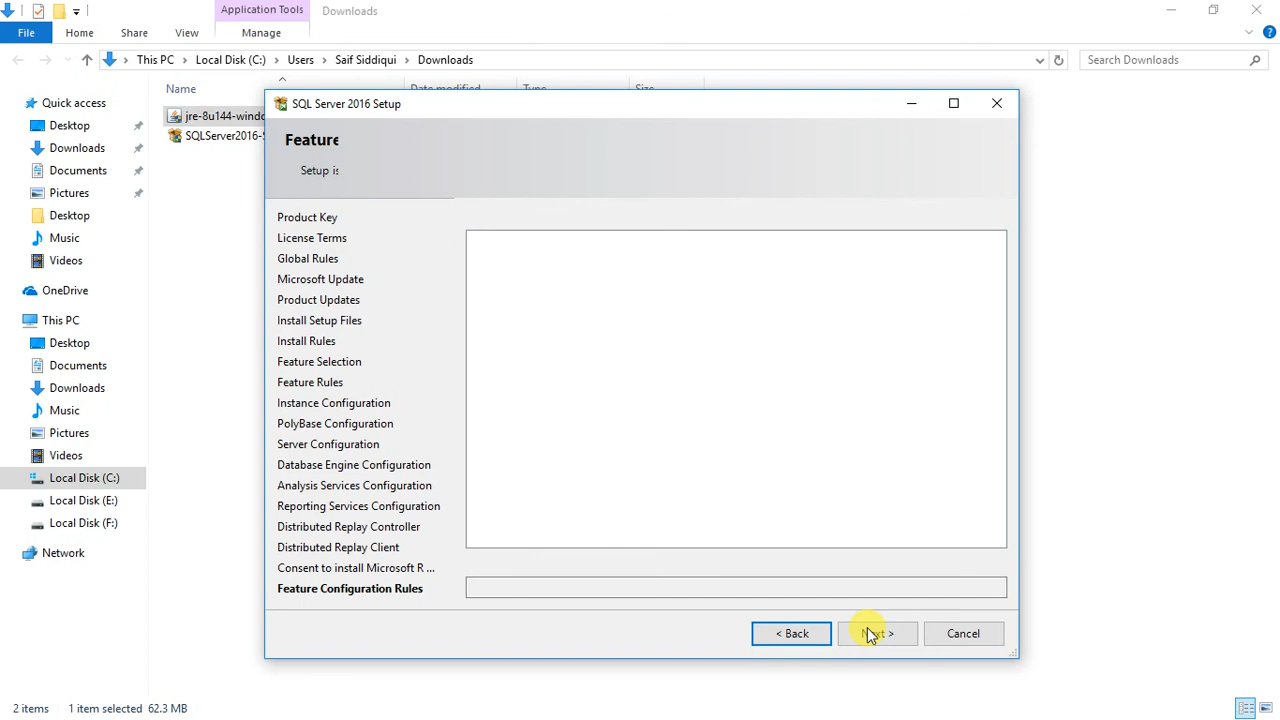 Application Tools
Downloads
File
Home
Share
View
Manage
This PC
Local Disk (C:)
Users
Saif Siddiqui
Downloads
Search Downloads
Name
Date modified
Type
Size
jre-8u144-windo
SQLServer2016-S
Quick access
Desktop
Downloads
Documents
Pictures
Desktop
Music
Videos
OneDrive
This PC
Desktop
Documents
Downloads
Music
Pictures
Videos
Local Disk (C:)
Local Disk (E:)
Local Disk (F:)
Network
SQL Server 2016 Setup
Feature
Setup is
Product Key
License Terms
Global Rules
Microsoft Update
Product Updates
Install Setup Files
Install Rules
Feature Selection
Feature Rules
Instance Configuration
PolyBase Configuration
Server Configuration
Database Engine Configuration
Analysis Services Configuration
Reporting Services Configuration
Distributed Replay Controller
Distributed Replay Client
Consent to install Microsoft R ...
Feature Configuration Rules
< Back
Next >
Cancel
2 items
1 item selected 62.3 MB